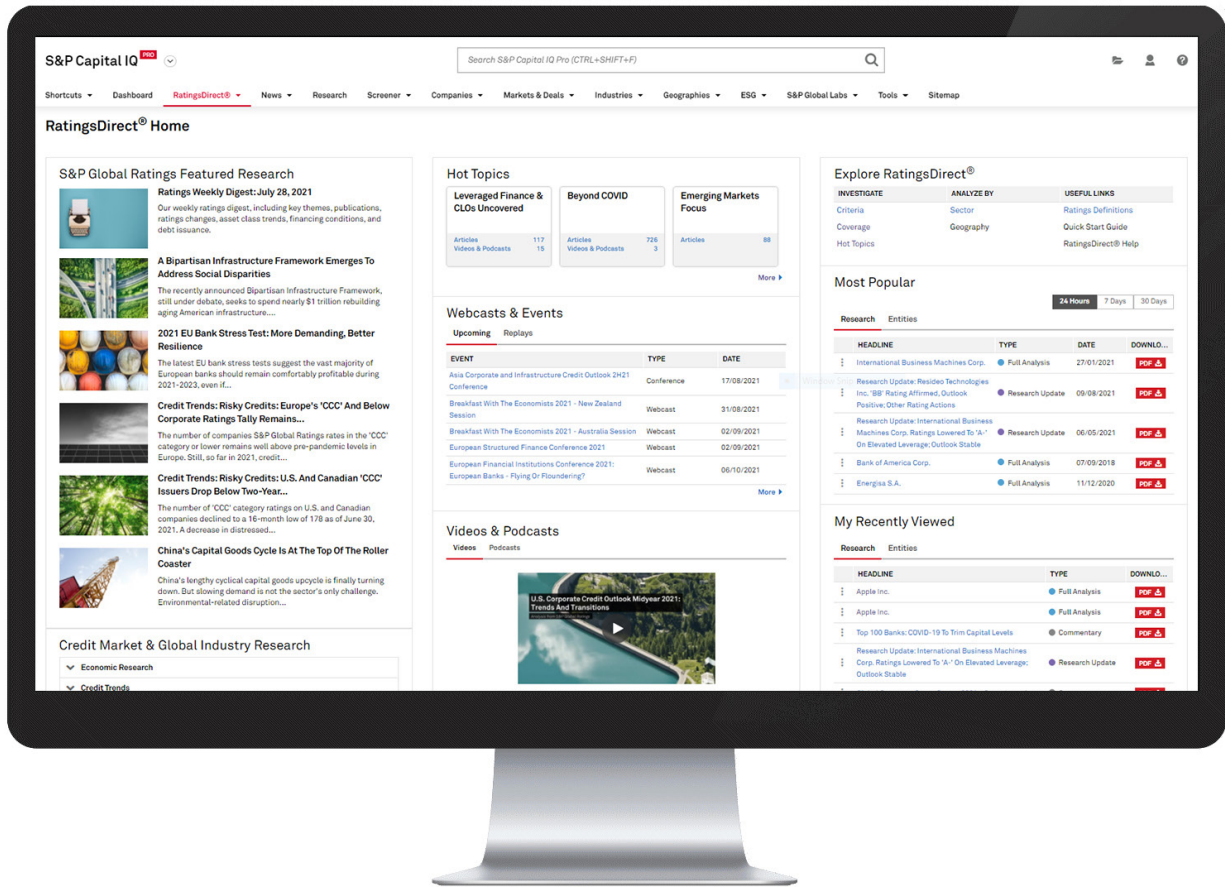 S&P Capital IQ PRO
Search S&P Capital IQ Pro (CTRL+SHIFT+F)
Shortcuts Dashboard RatingsDirect® News Research Screener Companies Markets & Deals Industries Geographies ESG S&P Global Labs Tools Sitemap
RatingsDirect® Home
S&P Global Ratings Featured Research
Ratings Weekly Digest: July 28, 2021
Our weekly ratings digest, including key themes, publications,
ratings changes, asset class trends, financing conditions, and
debt issuance.
A Bipartisan Infrastructure Framework Emerges To
Address Social Disparities
The recently announced Bipartisan Infrastructure Framework,
still under debate, seeks to spend nearly $1 trillion rebuilding
aging American infrastructure....
2021 EU Bank Stress Test: More Demanding, Better
Resilience
The latest EU bank stress tests suggest the vast majority of
European banks should remain comfortably profitable during
2021-2023, even if...
Credit Trends: Risky Credits: Europe's 'CCC' And Below
Corporate Ratings Tally Remains...
The number of companies S&P Global Ratings rates in the 'CCC'
category or lower remains well above pre-pandemic levels in
Europe. Still, so far in 2021, credit...
Credit Trends: Risky Credits: U.S. And Canadian 'CCC'
Issuers Drop Below Two-Year...
The number of 'CCC' category ratings on U.S. and Canadian
companies declined to a 16-month low of 178 as of June 30,
2021. A decrease in distressed...
China's Capital Goods Cycle Is At The Top Of The Roller
Coaster
China's lengthy cyclical capital goods upcycle is finally turning
down. But slowing demand is not the sector's only challenge.
Environmental-related disruption...
Credit Market & Global Industry Research
Economic Research
Credit Trends
Hot Topics
Leveraged Finance &
CLOs Uncovered
Articles 117
Videos & Podcasts 15
Beyond COVID
Articles 726
Videos & Podcasts 3
Emerging Markets
Focus
Articles 88
More
Webcasts & Events
Upcoming Replays
EVENT TYPE DATE
Asia Corporate and Infrastructure Credit Outlook 2H21
Conference Conference 17/08/2021
Breakfast With The Economists 2021 - New Zealand
Session Webcast 31/08/2021
Breakfast With The Economists 2021 - Australia Session Webcast 02/09/2021
European Structured Finance Conference 2021 Webcast 02/09/2021
European Financial Institutions Conference 2021:
European Banks - Flying Or Floundering? Webcast 06/10/2021
More
Videos & Podcasts
Videos Podcasts
U.S. Corporate Credit Outlook Midyear 2021:
Trends And Transitions
Explore RatingsDirect®
INVESTIGATE ANALYZE BY USEFUL LINKS
Criteria Sector Ratings Definitions
Coverage Geography Quick Start Guide
Hot Topics RatingsDirect® Help
Most Popular
24 Hours 7 Days 30 Days
Research Entities
HEADLINE TYPE DATE DOWNLO...
International Business Machines Corp. Full Analysis 27/01/2021 PDF
Research Update: Resideo Technologies
Inc. 'BB' Rating Affirmed, Outlook
Positive; Other Rating Actions Research Update 09/08/2021 PDF
Research Update: International Business
Machines Corp. Ratings Lowered To 'A-'
On Elevated Leverage; Outlook Stable Research Update 06/05/2021 PDF
Bank of America Corp. Full Analysis 07/09/2018 PDF
Energisa S.A. Full Analysis 11/12/2020 PDF
My Recently Viewed
Research Entities
HEADLINE TYPE DOWNLO...
Apple Inc. Full Analysis PDF
Apple Inc. Full Analysis PDF
Top 100 Banks: COVID-19 To Trim Capital Levels Commentary PDF
Research Update: International Business Machines
Corp. Ratings Lowered To 'A-' On Elevated Leverage;
Outlook Stable Research Update PDF